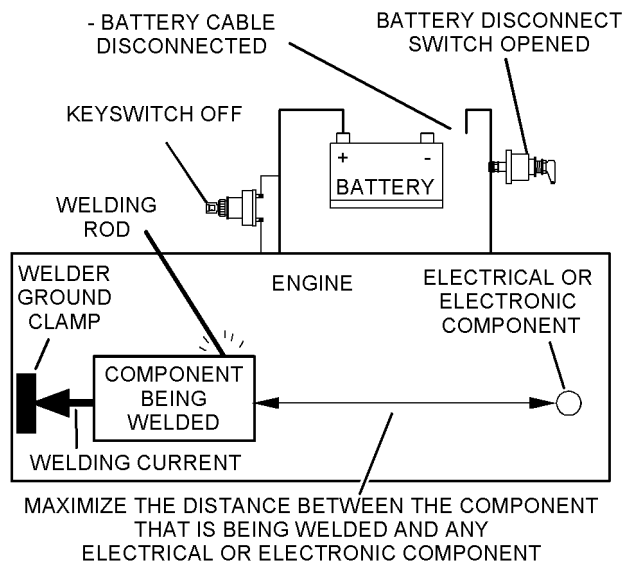 - BATTERY CABLE
DISCONNECTED
BATTERY DISCONNECT
SWITCH OPENED
KEYSWITCH OFF
+
-
BATTERY
WELDING
ROD
WELDER
GROUND
CLAMP
ENGINE
ELECTRICAL OR
ELECTRONIC
COMPONENT
COMPONENT
BEING
WELDED
WELDING CURRENT
MAXIMIZE THE DISTANCE BETWEEN THE COMPONENT
THAT IS BEING WELDED AND ANY
ELECTRICAL OR ELECTRONIC COMPONENT